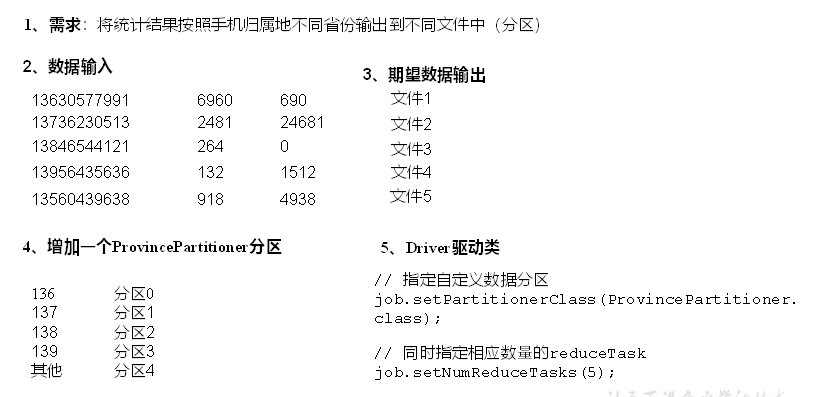 1、需求：将统计结果按照手机归属地不同省份输出到不同文件中（分区）
2、数据输入
13630577991 6960 690
13736230513 2481 24681
13846544121 264 0
13956435636 132 1512
13560439638 918 4938
3、期望数据输出
文件1
文件2
文件3
文件4
文件5
4、增加一个ProvincePartitioner分区
136 分区0
137 分区1
138 分区2
139 分区3
其他 分区4
5、Driver驱动类
// 指定自定义数据分区
job.setPartitionerClass(ProvincePartitioner.
class);
// 同时指定相应数量的reduceTask
job.setNumReduceTasks(5);